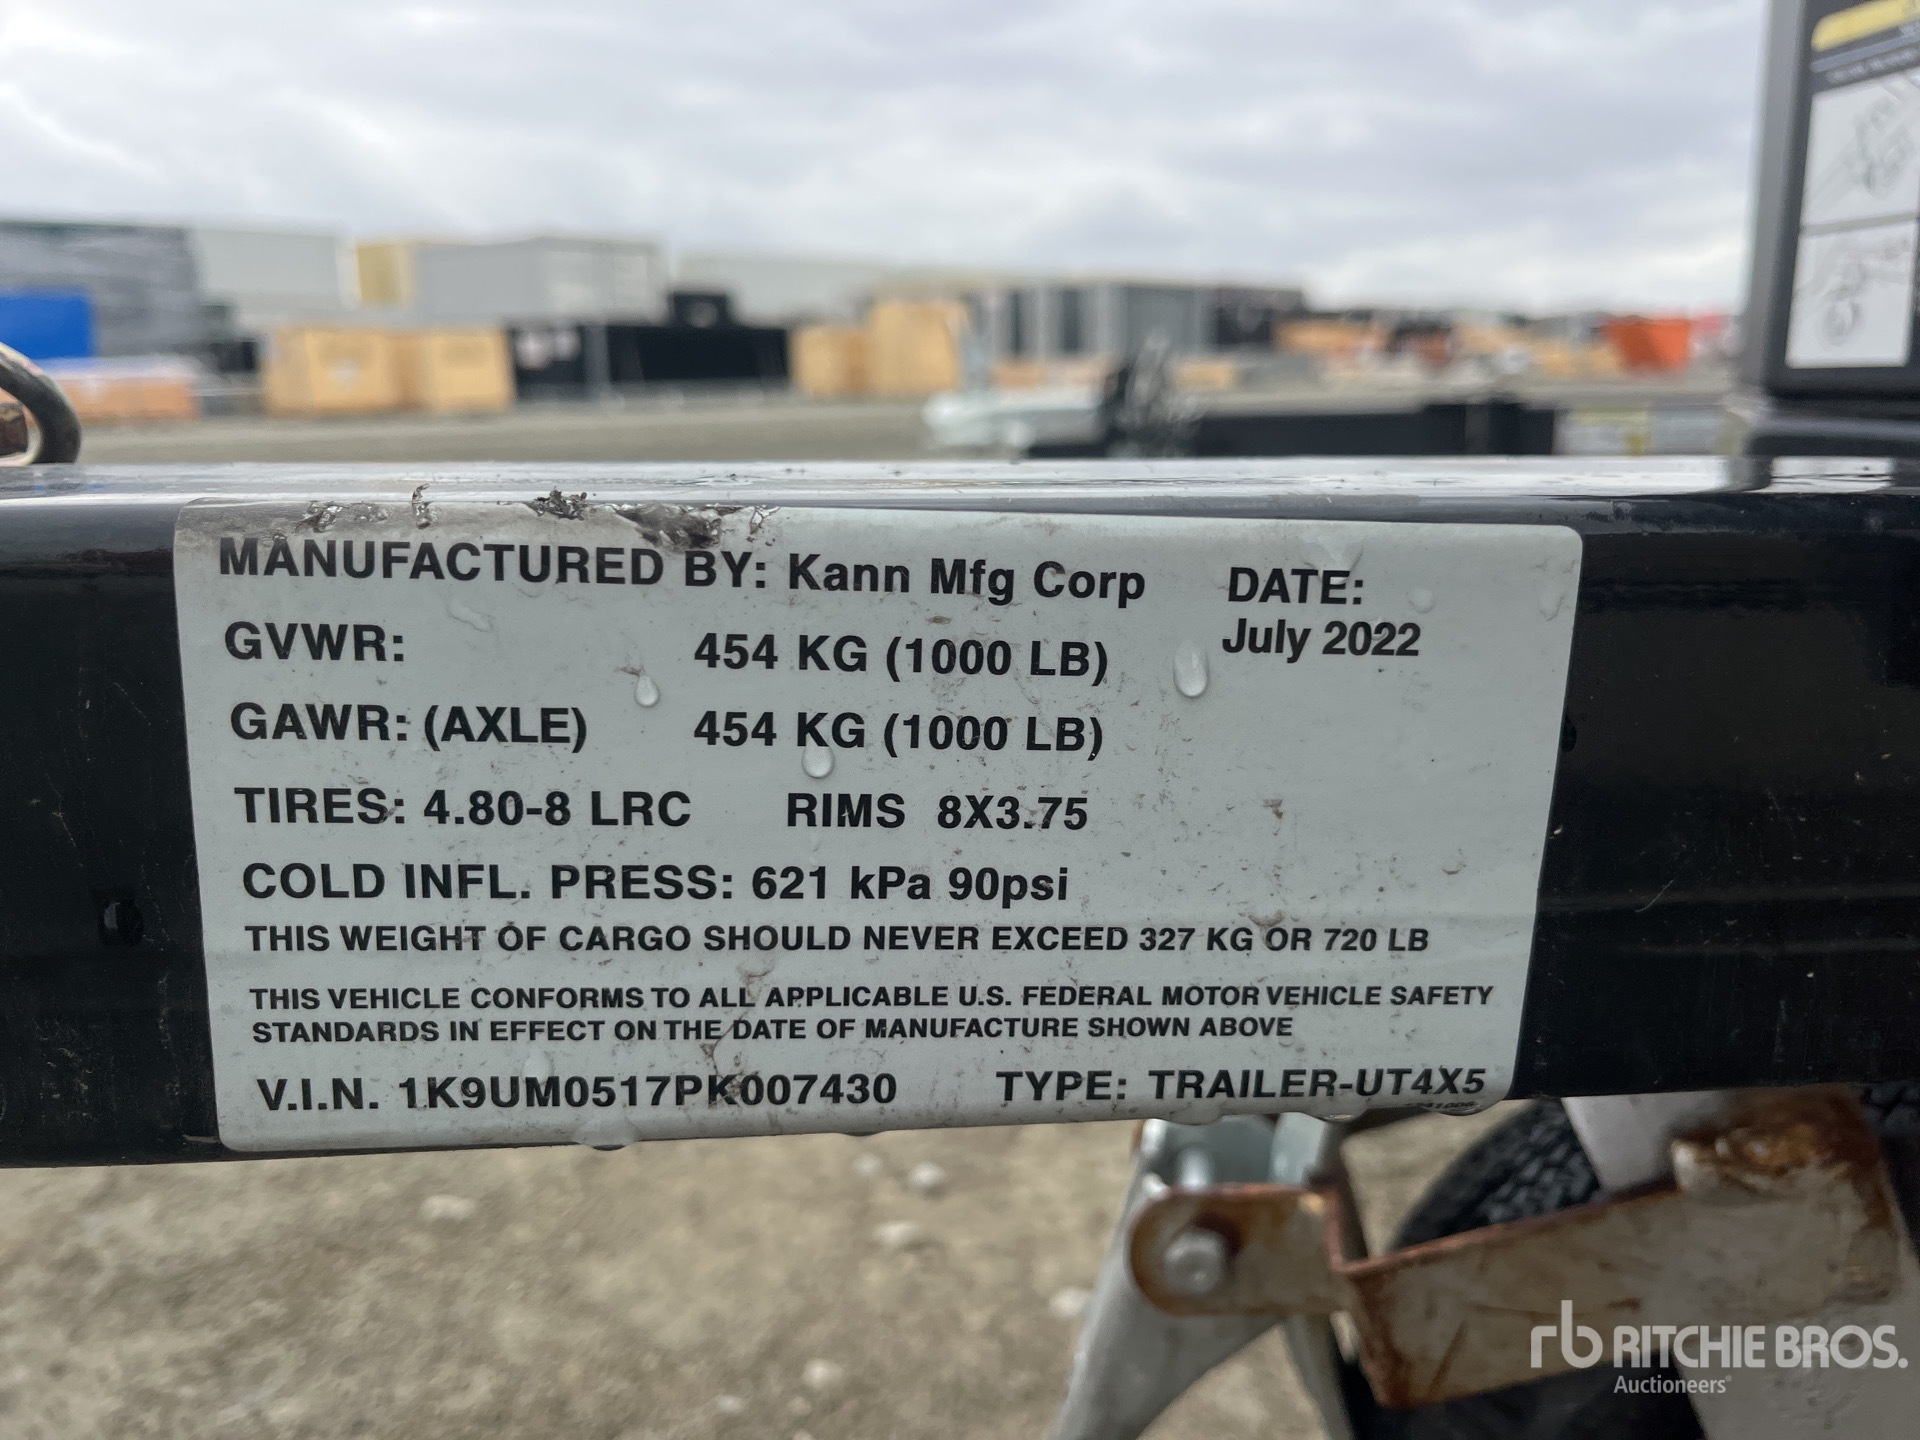 MANUFACTURED BY: Kann Mfg Corp DATE:
July 2022
GVWR: 454 KG (1000 LB)
GAWR: (AXLE) 454 KG (1000 LB)
TIRES: 4.80-8 LRC RIMS 8X3.75
COLD INFL. PRESS: 621 kPa 90psi
THIS WEIGHT OF CARGO SHOULD NEVER EXCEED 327 KG OR 720 LB
THIS VEHICLE CONFORMS TO ALL APPLICABLE U.S. FEDERAL MOTOR VEHICLE SAFETY
STANDARDS IN EFFECT ON THE DATE OF MANUFACTURE SHOWN ABOVE
V.I.N. 1K9UM0517PK007430 TYPE: TRAILER-UT4X5
rb RITCHIE BROS.
Auctioneers